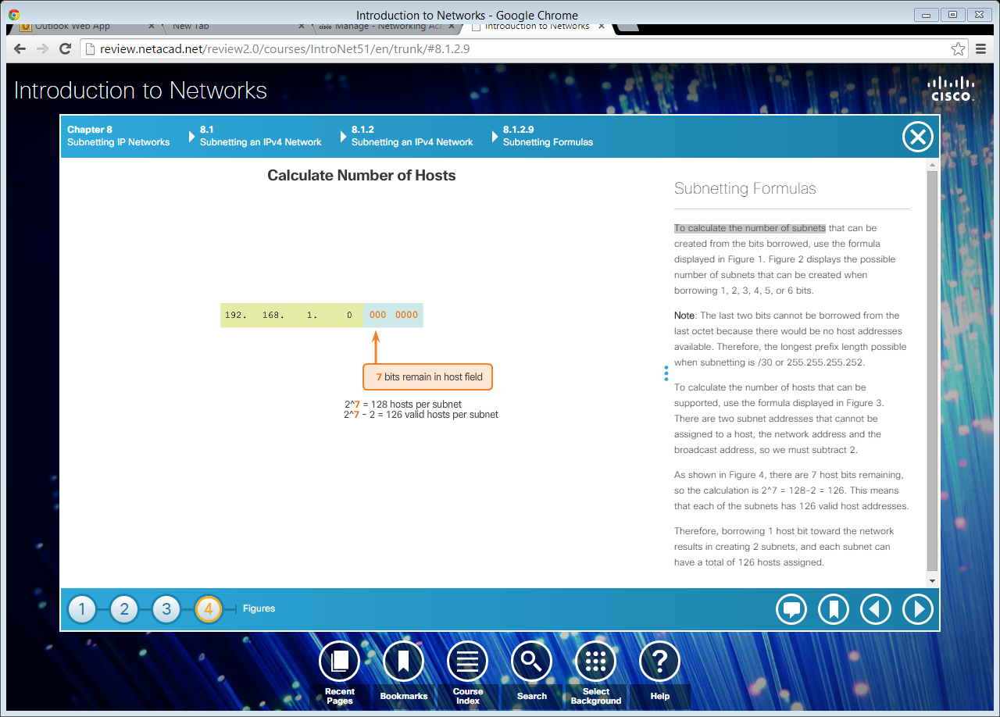 Introduction to Networks - Google Chrome
Outlook Web App
New Tab
Manage - Networking Aca
Introduction to Networks
review.netacad.net/review2.0/courses/IntroNet51/en/trunk/#8.1.2.9
Introduction to Networks
CISCO
Chapter 8
Subnetting IP Networks
8.1
Subnetting an IPv4 Network
8.1.2
Subnetting an IPv4 Network
8.1.2.9
Subnetting Formulas
Calculate Number of Hosts
192. 168. 1. 0 000 0000
7 bits remain in host field
2^7 = 128 hosts per subnet
2^7 - 2 = 126 valid hosts per subnet
Subnetting Formulas
To calculate the number of subnets that can be
created from the bits borrowed, use the formula
displayed in Figure 1. Figure 2 displays the possible
number of subnets that can be created when
borrowing 1, 2, 3, 4, 5, or 6 bits.
Note: The last two bits cannot be borrowed from the
last octet because there would be no host addresses
available. Therefore, the longest prefix length possible
when subnetting is /30 or 255.255.255.252.
To calculate the number of hosts that can be
supported, use the formula displayed in Figure 3.
There are two subnet addresses that cannot be
assigned to a host, the network address and the
broadcast address, so we must subtract 2.
As shown in Figure 4, there are 7 host bits remaining,
so the calculation is 2^7 = 128-2 = 126. This means
that each of the subnets has 126 valid host addresses.
Therefore, borrowing 1 host bit toward the network
results in creating 2 subnets, and each subnet can
have a total of 126 hosts assigned.
1 2 3 4 Figures
Recent
Pages
Bookmarks
Course
Index
Search
Select
Background
Help